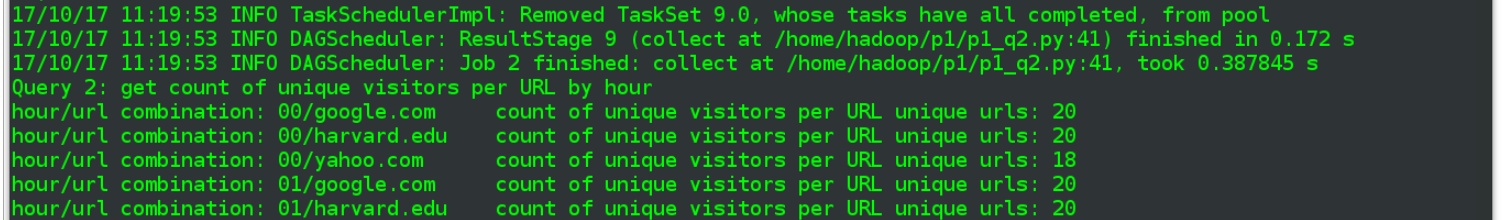 17/10/17 11:19:53 INFO TaskSchedulerImpl: Removed TaskSet 9.0, whose tasks have all completed, from pool
17/10/17 11:19:53 INFO DAGScheduler: ResultStage 9 (collect at /home/hadoop/p1/p1_q2.py:41) finished in 0.172 s
17/10/17 11:19:53 INFO DAGScheduler: Job 2 finished: collect at /home/hadoop/p1/p1_q2.py:41, took 0.387845 s
Query 2: get count of unique visitors per URL by hour
hour/url combination: 00/google.com     count of unique visitors per URL unique urls: 20
hour/url combination: 00/harvard.edu    count of unique visitors per URL unique urls: 20
hour/url combination: 00/yahoo.com      count of unique visitors per URL unique urls: 18
hour/url combination: 01/google.com     count of unique visitors per URL unique urls: 20
hour/url combination: 01/harvard.edu    count of unique visitors per URL unique urls: 20